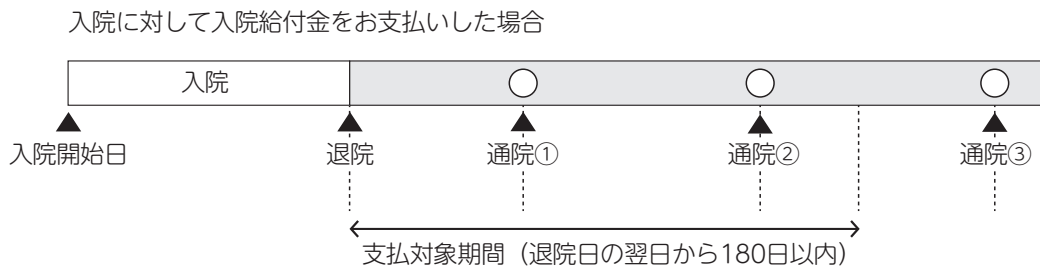 入院に対して入院給付金をお支払いした場合
入院
入院開始日 退院 通院① 通院② 通院③
支払対象期間（退院日の翌日から180日以内）